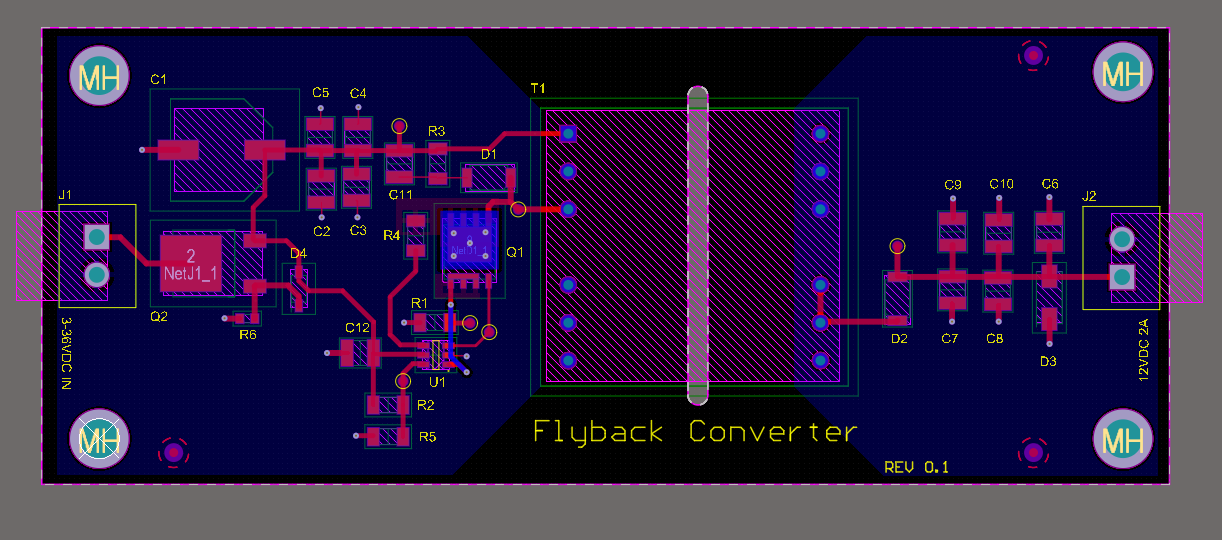 MH
MH
C1
T1
C5
C4
R3
D1
C11
C9
C10
C6
J1
J2
C2
C3
R4
Q1
2
NetJ1_1
2
NetJ1_1
D4
Q2
R6
R1
C12
U1
R2
R5
D2
C7
C8
D3
3-36VDC IN
12VDC 2A
MH
MH
Flyback Converter
REV 0.1